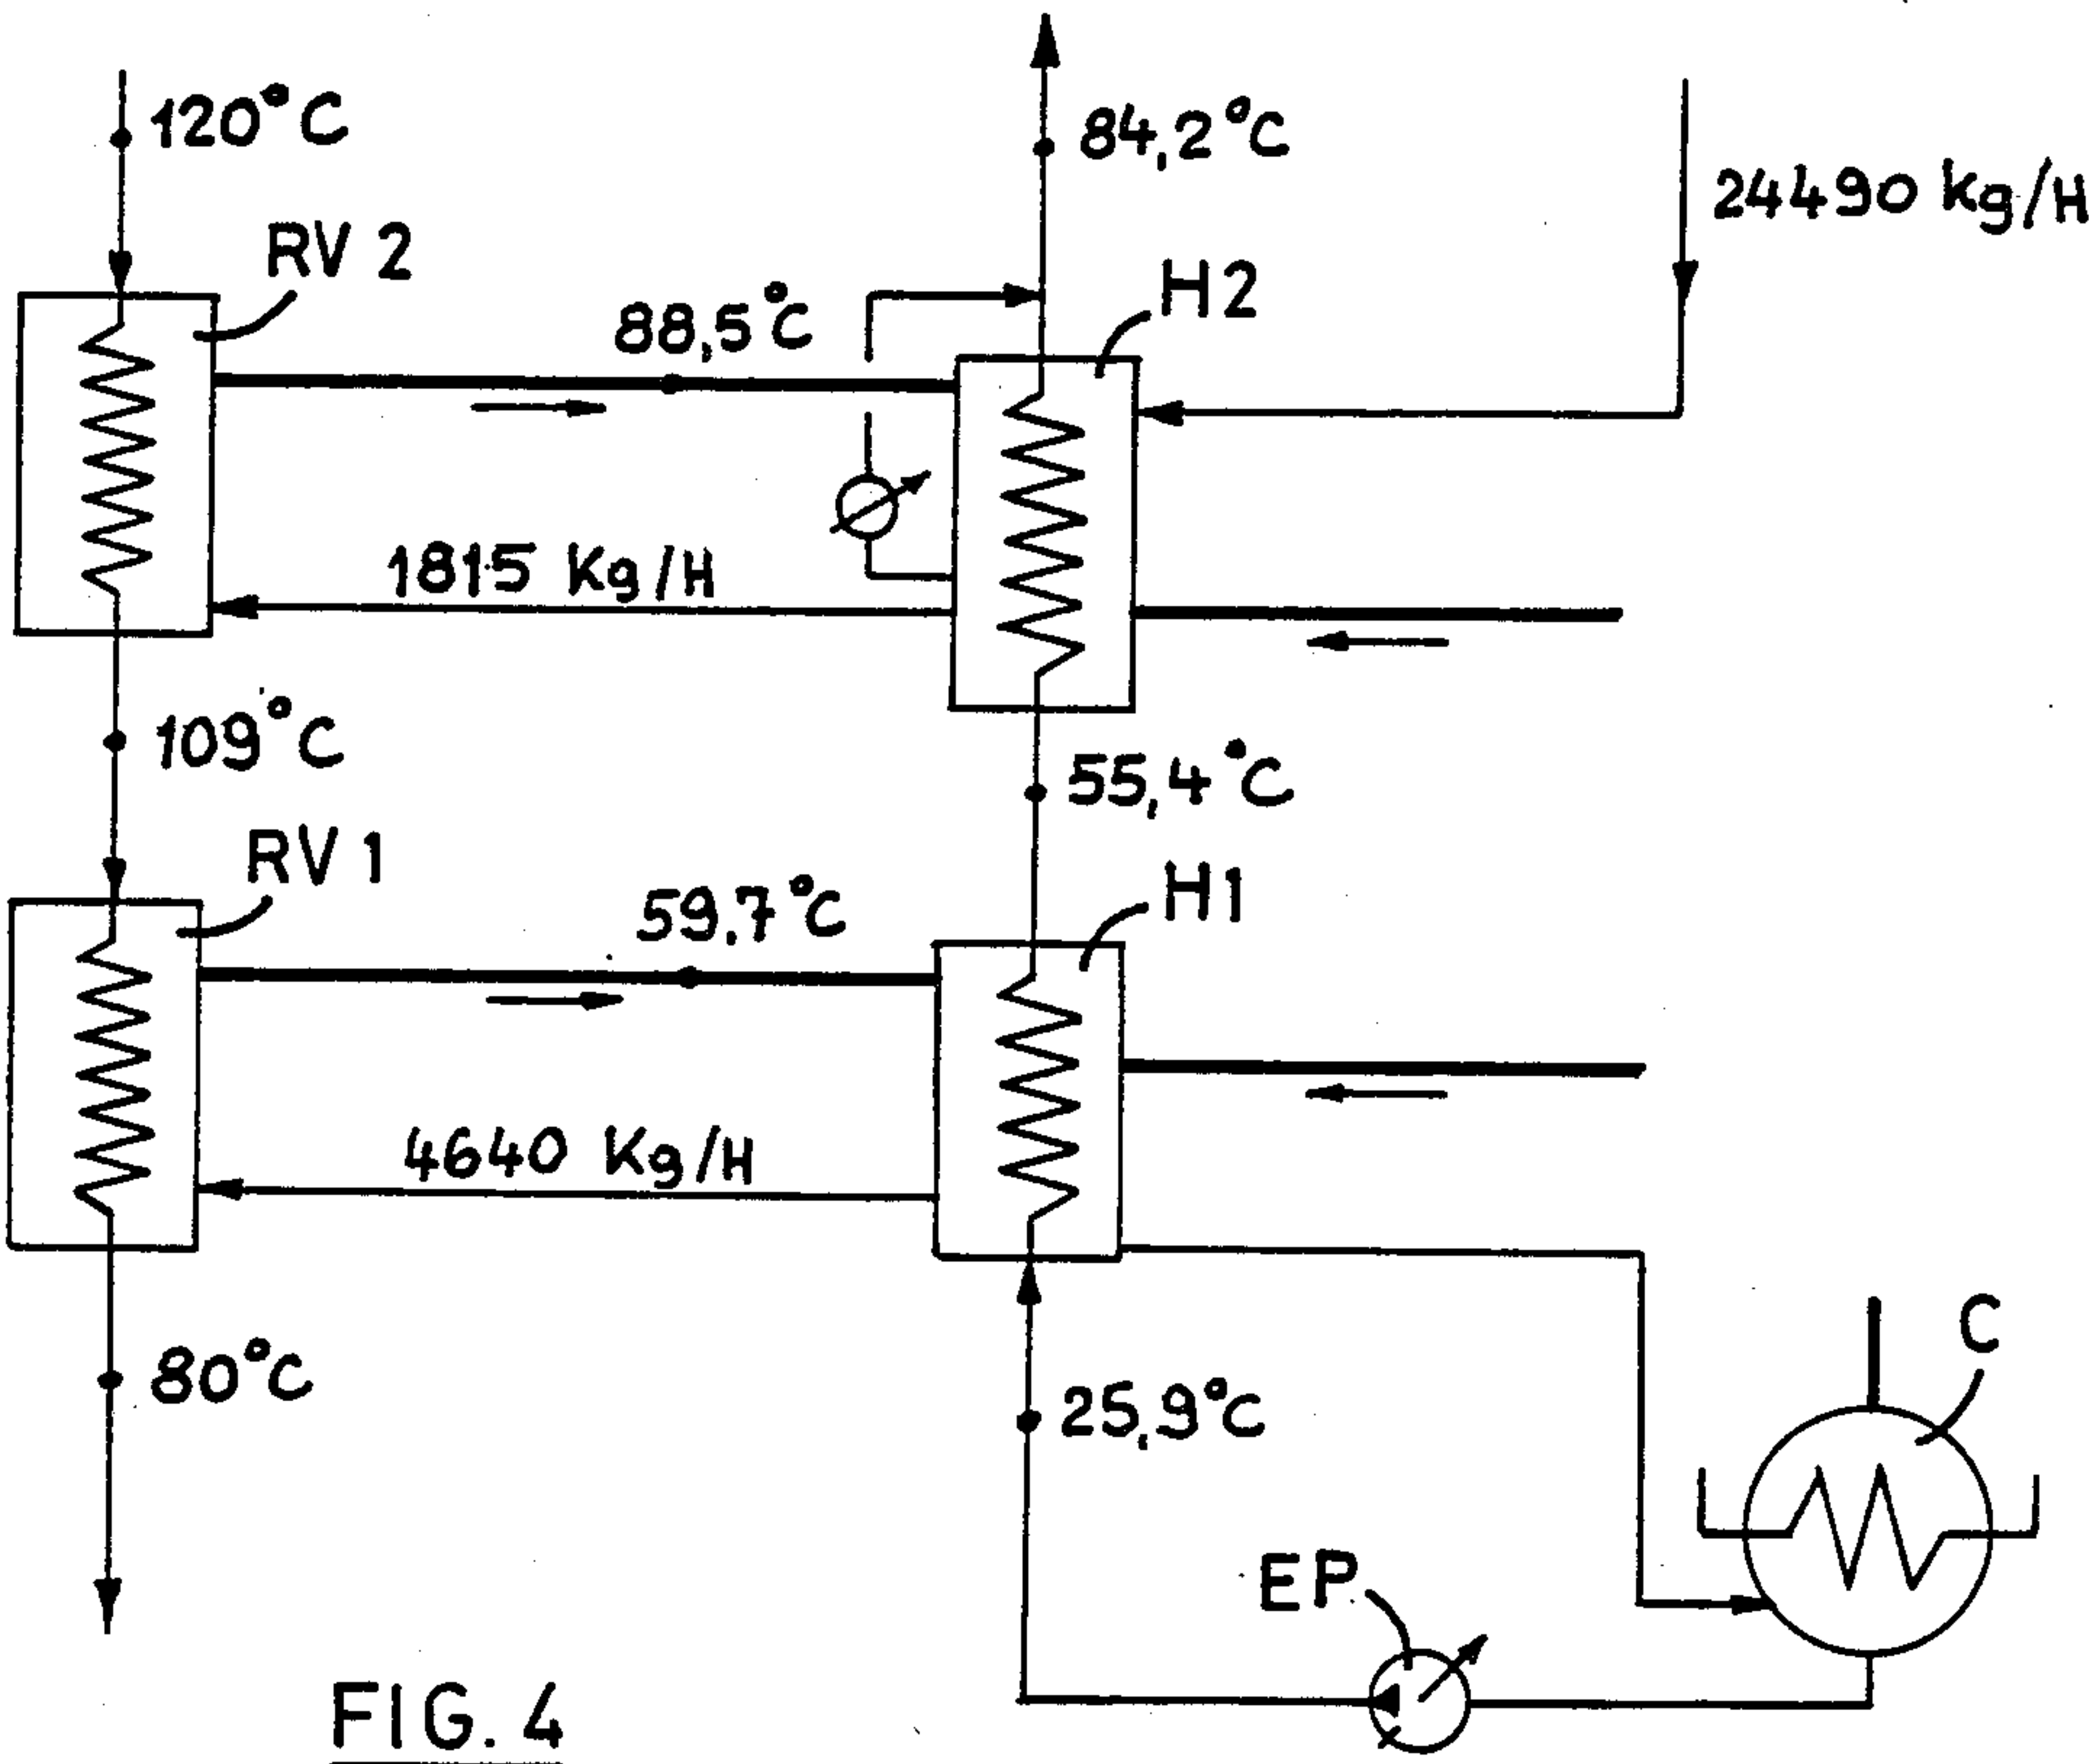 120°C
84,2°C
24490 kg/H
RV 2
H2
88,5°C
1815 Kg/H
109°C
55,4°C
RV 1
H1
59,7°C
4640 Kg/H
80°C
25,9°C
C
EP
FIG. 4